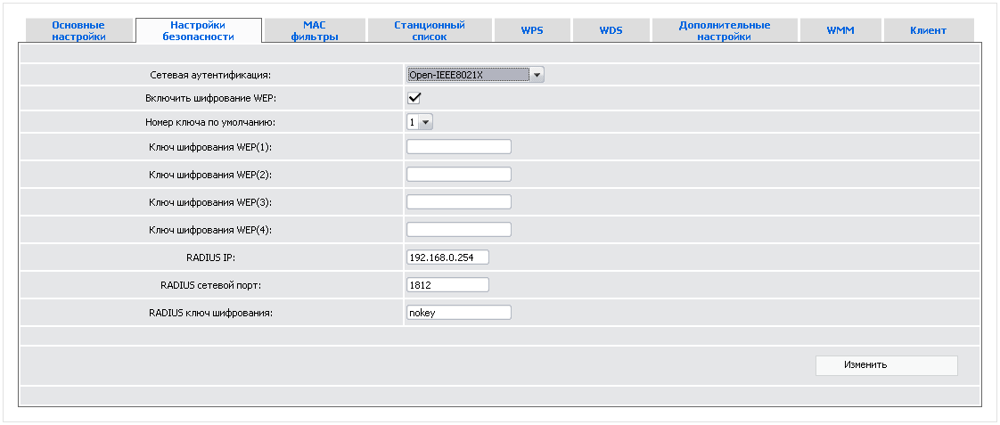 Основные настройки
Настройки безопасности
MAC фильтры
Станционный список
WPS
WDS
Дополнительные настройки
WMM
Клиент
Сетевая аутентификация: Open-IEEE8021X
Включить шифрование WEP:
Номер ключа по умолчанию: 1
Ключ шифрования WEP(1):
Ключ шифрования WEP(2):
Ключ шифрования WEP(3):
Ключ шифрования WEP(4):
RADIUS IP: 192.168.0.254
RADIUS сетевой порт: 1812
RADIUS ключ шифрования: nokey
Изменить